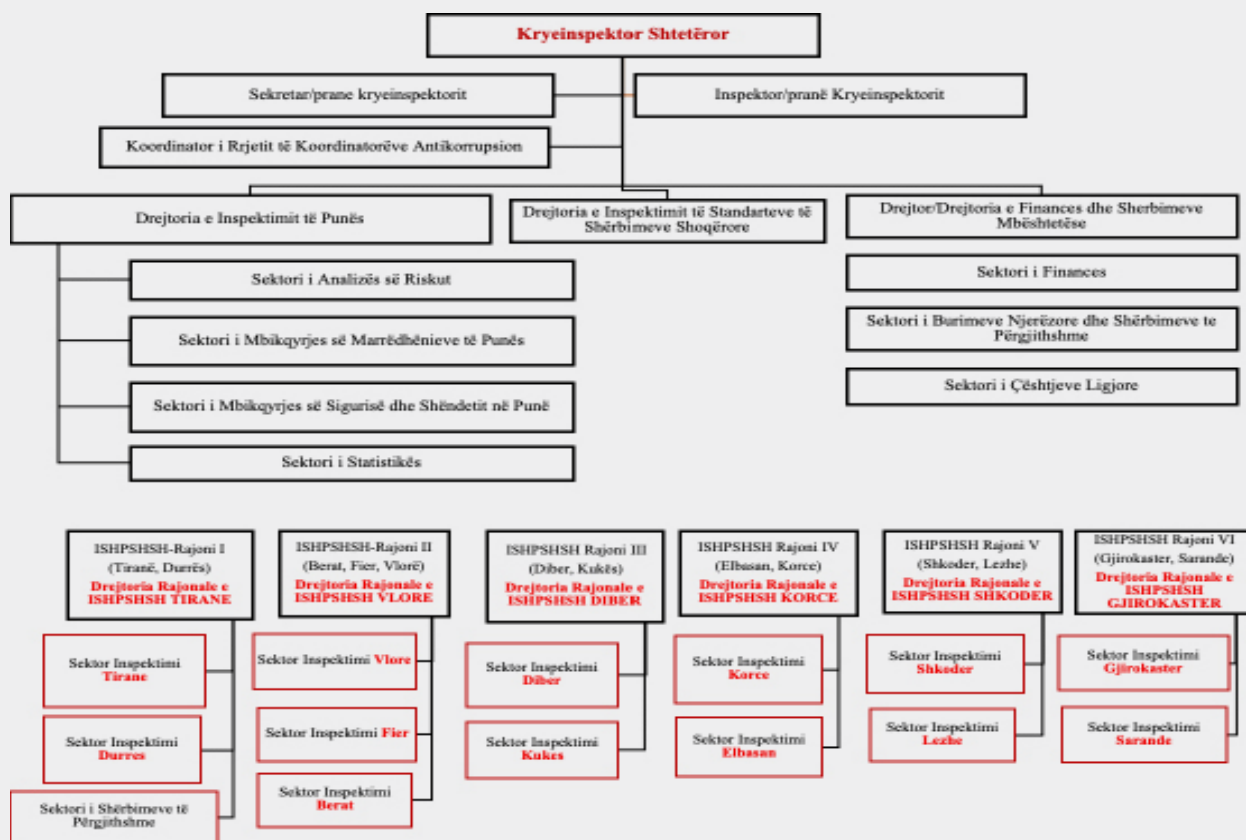 Kryeinspektor Shtetëror
Sekretar/prane kryeinspektorit
Inspektor/pranë Kryeinspektorit
Koordinator i Rrjetit të Koordinatorëve Antikorrupsion
Drejtoria e Inspektimit të Punës
Drejtoria e Inspektimit të Standarteve të
Shërbimeve Shoqërore
Drejtor/Drejtoria e Finances dhe Sherbimeve
Mbështetëse
Sektori i Analizës së Riskut
Sektori i Mbikqyrjes së Marrëdhënieve të Punës
Sektori i Mbikqyrjes së Sigurisë dhe Shëndetit në Punë
Sektori i Statistikës
Sektori i Finances
Sektori i Burimeve Njerëzore dhe Shërbimeve te
Përgjithshme
Sektori i Çështjeve Ligjore
ISHPSHSH-Rajoni I
(Tiranë, Durrës)
Drejtoria Rajonale e
ISHPSHSH TIRANE
Sektor Inspektimi
Tirane
Sektor Inspektimi
Durres
Sektori i Shërbimeve të
Përgjithshme
ISHPSHSH-Rajoni II
(Berat, Fier, Vlorë)
Drejtoria Rajonale e
ISHPSHSH VLORE
Sektor Inspektimi Vlore
Sektor Inspektimi Fier
Sektor Inspektimi
Berat
ISHPSHSH Rajoni III
(Diber, Kukës)
Drejtoria Rajonale e
ISHPSHSH DIBER
Sektor Inspektimi
Diber
Sektor Inspektimi
Kukes
ISHPSHSH Rajoni IV
(Elbasan, Korce)
Drejtoria Rajonale e
ISHPSHSH KORCE
Sektor Inspektimi
Korce
Sektor Inspektimi
Elbasan
ISHPSHSH Rajoni V
(Shkoder, Lezhe)
Drejtoria Rajonale e
ISHPSHSH SHKODER
Sektor Inspektimi
Shkoder
Sektor Inspektimi
Lezhe
ISHPSHSH Rajoni VI
(Gjirokaster, Sarande)
Drejtoria Rajonale e
ISHPSHSH
GJIROKASTER
Sektor Inspektimi
Gjirokaster
Sektor Inspektimi
Sarande